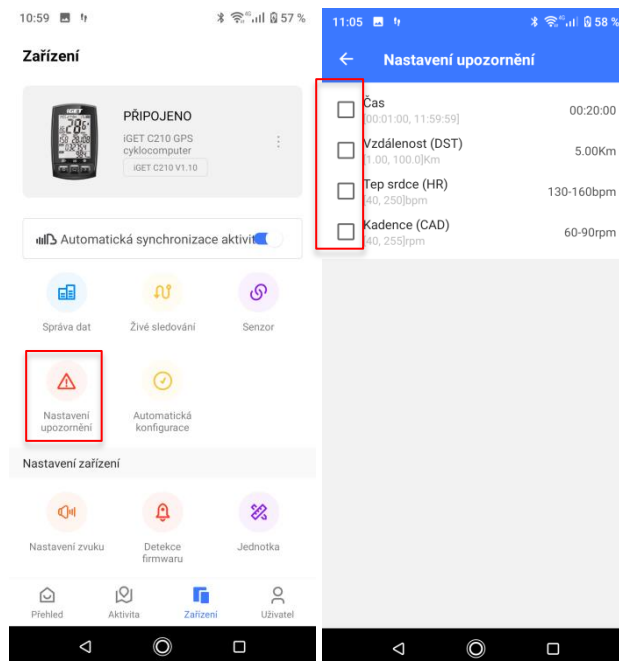 10:59
57 %
Zařízení
PŘIPOJENO
iGET C210 GPS
cyklocomputer
iGET C210 V1.10
iGET
Automatická synchronizace aktivit
Správa dat
Živé sledování
Senzor
Nastavení
upozornění
Automatická
konfigurace
Nastavení zařízení
Nastavení zvuku
Detekce
firmwaru
Jednotka
Přehled
Aktivita
Zařízení
Uživatel
11:05
58 %
Nastavení upozornění
Čas
[00:01:00, 11:59:59]
00:20:00
Vzdálenost (DST)
[1.00, 100.0]Km
5.00Km
Tep srdce (HR)
[40, 250]bpm
130-160bpm
Kadence (CAD)
[40, 255]rpm
60-90rpm